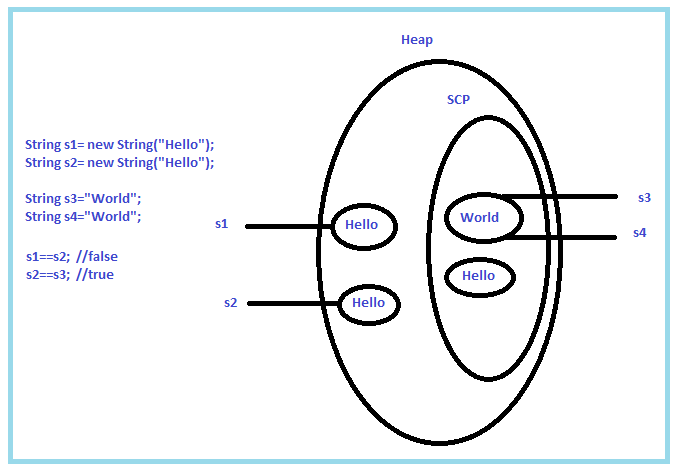 Heap
SCP
String s1= new String("Hello");
String s2= new String("Hello");
String s3="World";
String s4="World";
s1==s2;  //false
s2==s3;  //true
s1
Hello
World
s3
s4
Hello
s2
Hello